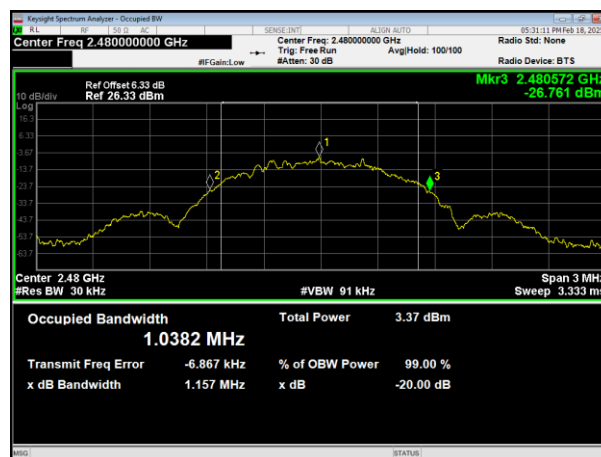 Keysight Spectrum Analyzer - Occupied BW
RL RF 50 Ω AC SENSE:INT ALIGN AUTO 05:31:11 PM Feb 18, 202
Center Freq 2.480000000 GHz
Center Freq: 2.480000000 GHz
Radio Std: None
Trig: Free Run Avg|Hold: 100/100
#IFGain:Low #Atten: 30 dB Radio Device: BTS
Ref Offset 6.33 dB
Mkr3 2.480572 GHz
10 dB/div Ref 26.33 dBm -26.761 dBm
Log
16.3
6.33
-3.67
-13.7
-23.7
-33.7
-43.7
-53.7
-63.7
1
2
3
Center 2.48 GHz Span 3 MHz
#Res BW 30 kHz #VBW 91 kHz Sweep 3.333 ms
Occupied Bandwidth Total Power 3.37 dBm
1.0382 MHz
Transmit Freq Error -6.867 kHz % of OBW Power 99.00 %
x dB Bandwidth 1.157 MHz x dB -20.00 dB
MSG STATUS